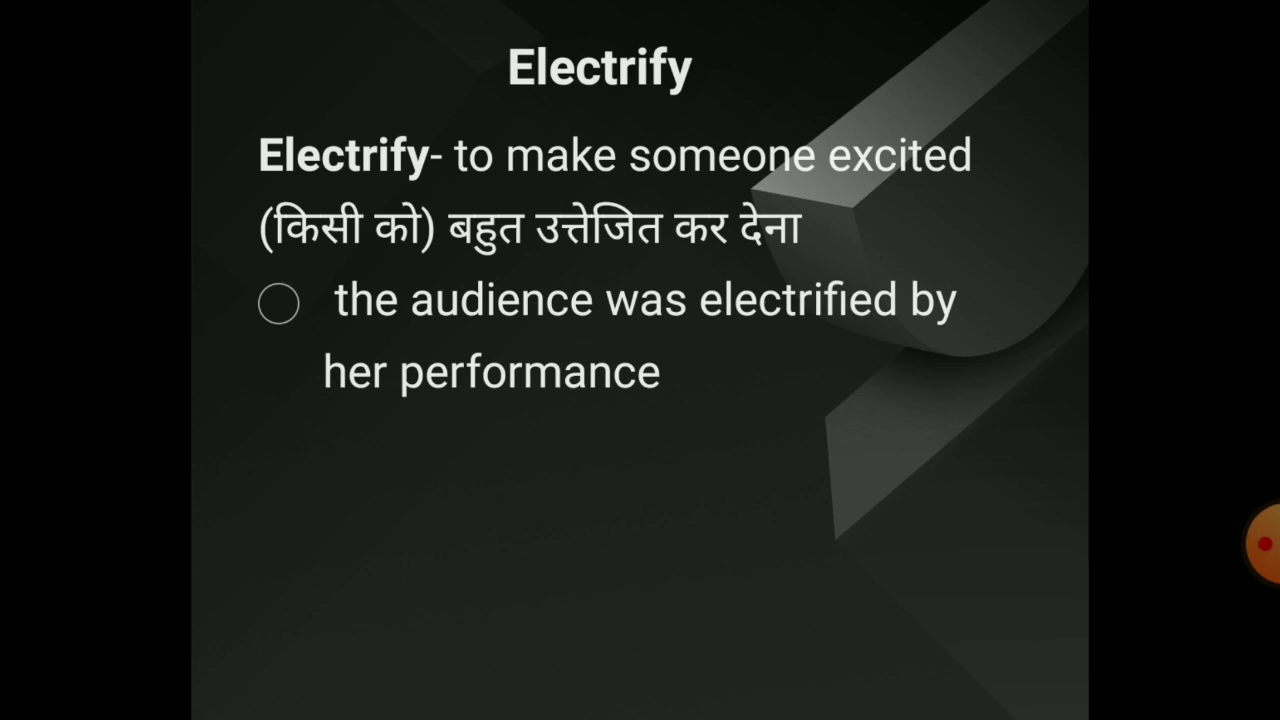 Electrify
Electrify- to make someone excited
(किसी को) बहुत उत्तेजित कर देना
the audience was electrified by
her performance